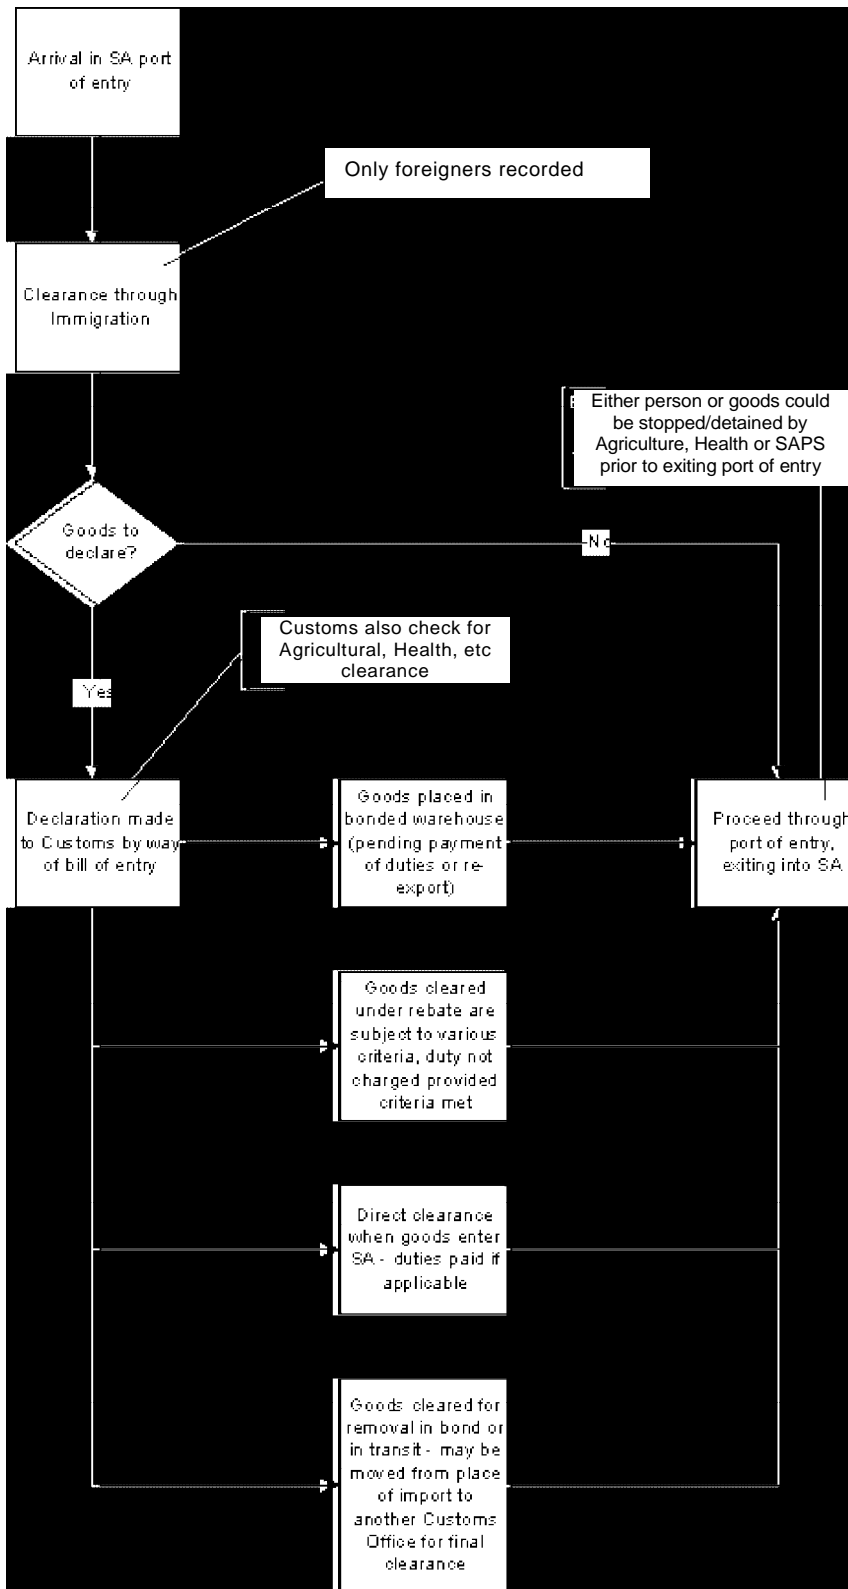 Arrival in SA port
of entry
Only foreigners recorded
Clearance through
Immigration
Either person or goods could
be stopped/detained by
Agriculture, Health or SAPS
prior to exiting port of entry
Goods to
declare?
No
Customs also check for
Agricultural, Health, etc
clearance
Yes
Declaration made
to Customs by way
of bill of entry
Goods placed in
bonded warehouse
(pending payment
of duties or re-
export)
Proceed through
port of entry,
exiting into SA
Goods cleared
under rebate are
subject to various
criteria, duty not
charged provided
criteria met
Direct clearance
when goods enter
SA - duties paid if
applicable
Goods cleared for
removal in bond or
in transit - may be
moved from place
of import to
another Customs
Office for final
clearance